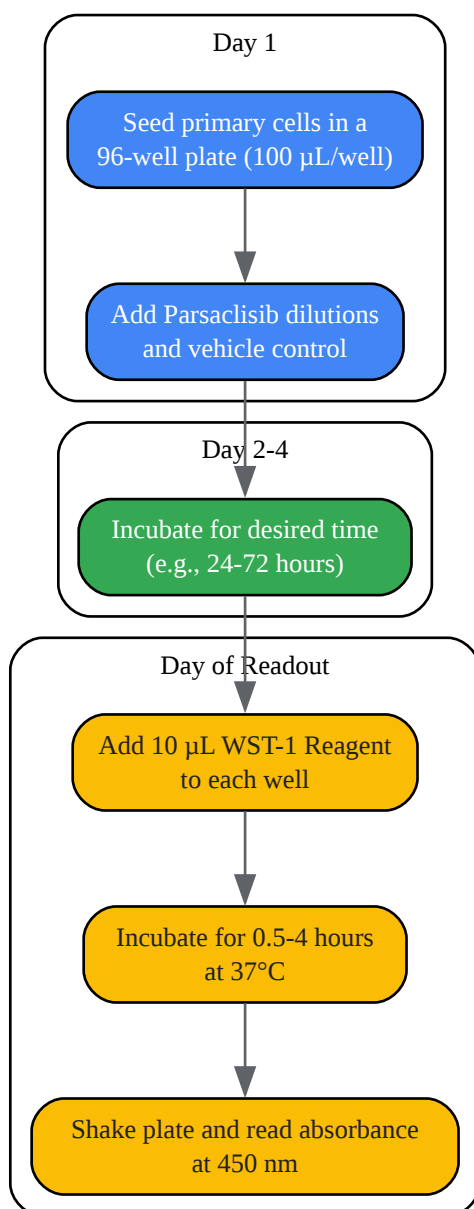 Day 1
Seed primary cells in a
96-well plate (100 µL/well)
Add Parsaclisib dilutions
and vehicle control
Day 2-4
Incubate for desired time
(e.g., 24-72 hours)
Day of Readout
Add 10 µL WST-1 Reagent
to each well
Incubate for 0.5-4 hours
at 37°C
Shake plate and read absorbance
at 450 nm